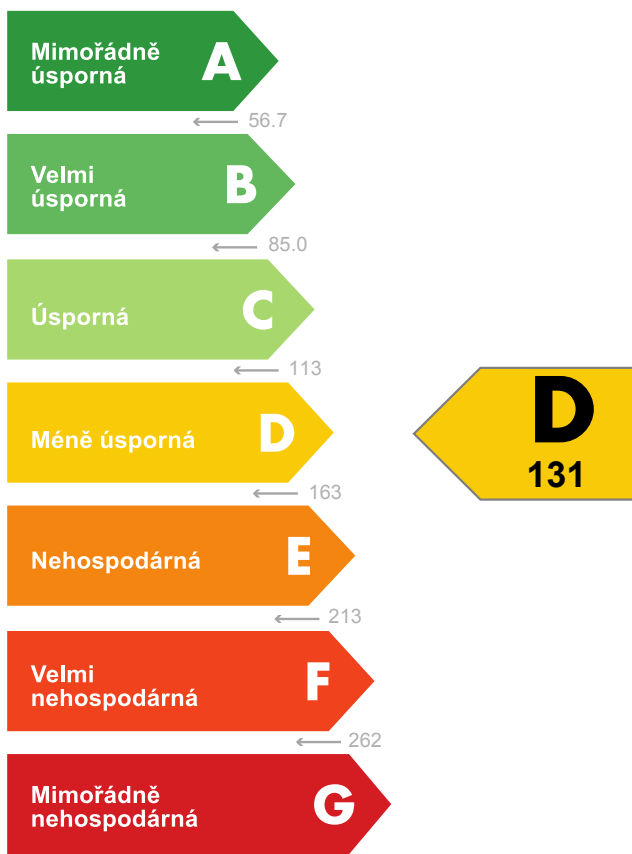 Mimořádně
úsporná
A
← 56.7
Velmi
úsporná
B
← 85.0
Úsporná
C
← 113
Méně úsporná
D
D
131
← 163
Nehospodárná
E
← 213
Velmi
nehospodárná
F
← 262
Mimořádně
nehospodárná
G